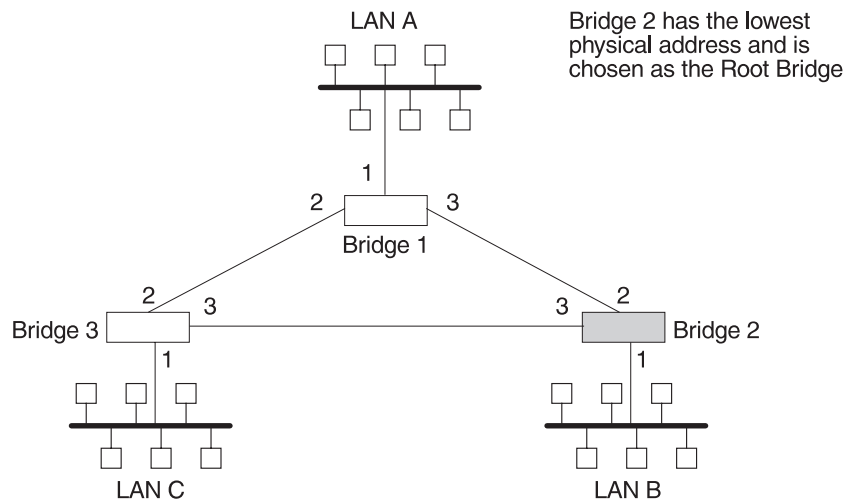 LAN A
Bridge 2 has the lowest
physical address and is
chosen as the Root Bridge
1
2
3
Bridge 1
2
3
3
2
Bridge 3
Bridge 2
1
1
LAN C
LAN B